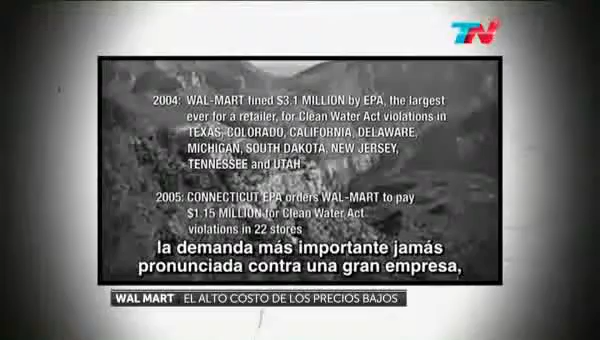 TN
2004: WAL-MART fined $3.1 MILLION by EPA, the largest
ever for a retailer, for Clean Water Act violations in
TEXAS, COLORADO, CALIFORNIA, DELAWARE,
MICHIGAN, SOUTH DAKOTA, NEW JERSEY,
TENNESSEE and UTAH
2005: CONNECTICUT EPA orders WAL-MART to pay
$1.15 MILLION for Clean Water Act
violations in 22 stores
la demanda más importante jamás
pronunciada contra una gran empresa,
WAL MART EL ALTO COSTO DE LOS PRECIOS BAJOS